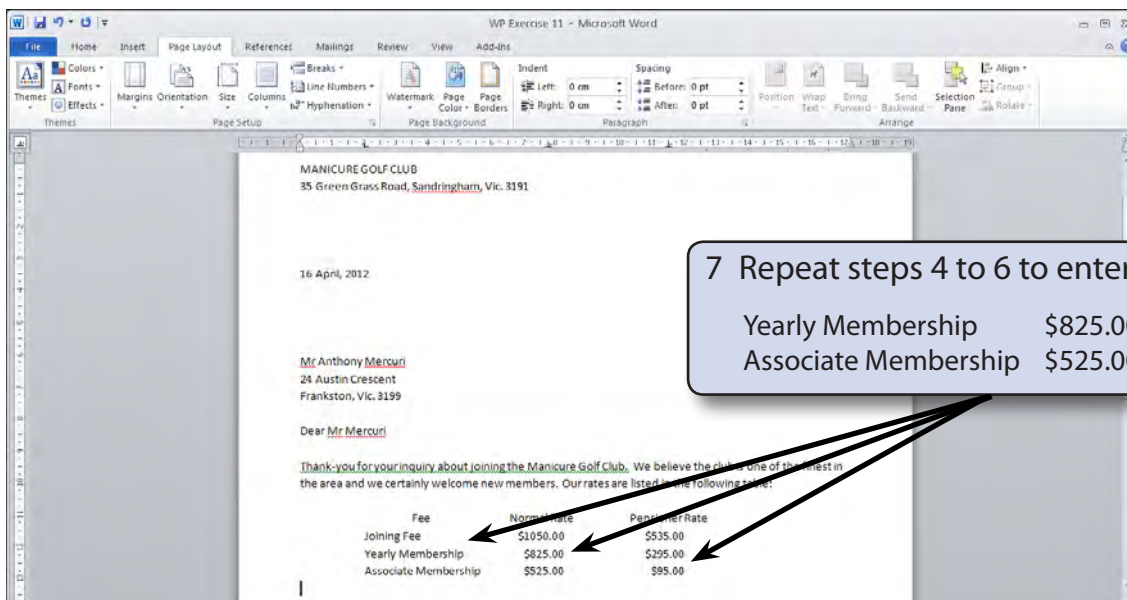 WP Exercise 11 - Microsoft Word
File Home Insert Page Layout References Mailings Review View Add-Ins
Themes
Colors
Fonts
Effects
Themes
Margins Orientation Size Columns
Breaks
Line Numbers
Hyphenation
Page Setup
Watermark Page Color Page Borders
Page Background
Indent
Left: 0 cm
Right: 0 cm
Spacing
Before: 0 pt
After: 0 pt
Paragraph
Position Wrap Text Bring Forward Send Backward Selection Pane
Align
Group
Rotate
Arrange
MANICURE GOLF CLUB
35 Green Grass Road, Sandringham, Vic. 3191
16 April, 2012
Mr Anthony Mercuri
24 Austin Crescent
Frankston, Vic. 3199
Dear Mr Mercuri
Thank-you for your inquiry about joining the Manicure Golf Club. We believe the club is one of the finest in
the area and we certainly welcome new members. Our rates are listed in the following table:
Fee Normal Rate Pensioner Rate
Joining Fee $1050.00 $535.00
Yearly Membership $825.00 $295.00
Associate Membership $525.00 $95.00
7 Repeat steps 4 to 6 to enter
Yearly Membership $825.00
Associate Membership $525.00